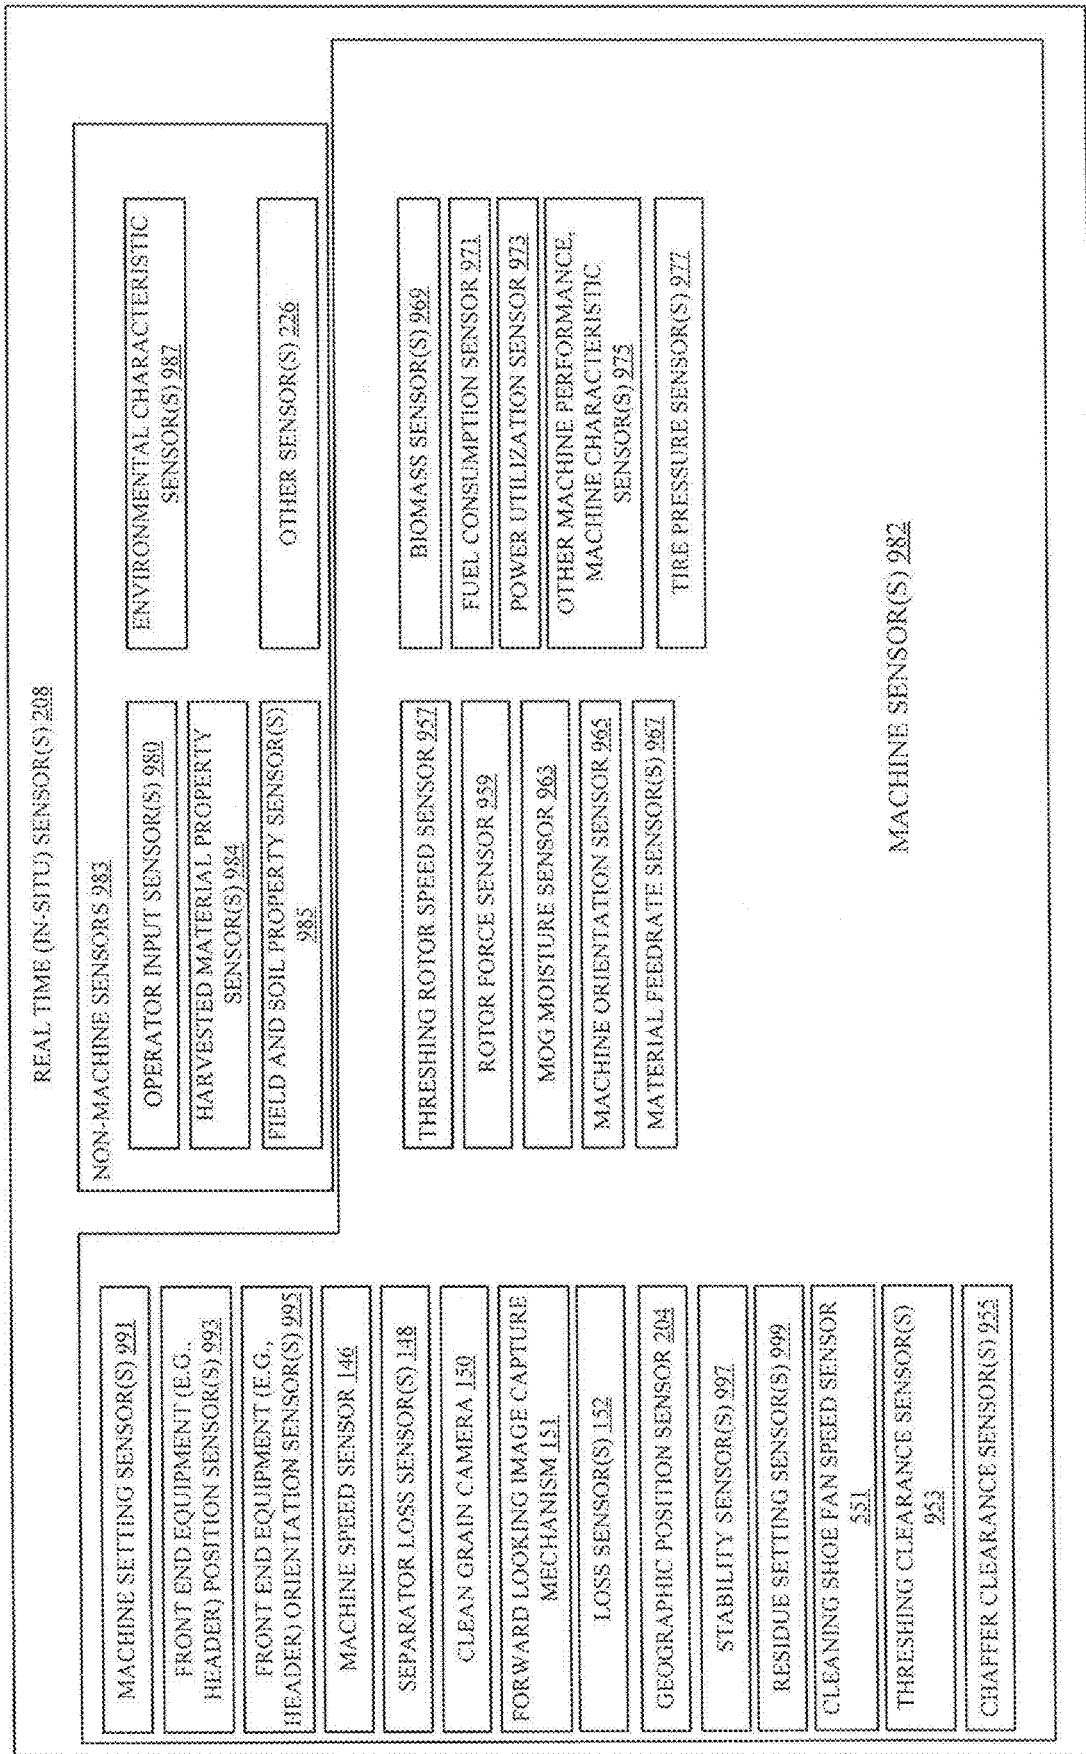 REAL TIME (IN-SITU) SENSOR(S) 208
NON-MACHINE SENSORS 983
OPERATOR INPUT SENSOR(S) 980
HARVESTED MATERIAL PROPERTY
SENSOR(S) 984
FIELD AND SOIL PROPERTY SENSOR(S)
985
ENVIRONMENTAL CHARACTERISTIC
SENSOR(S) 987
OTHER SENSOR(S) 226
MACHINE SETTING SENSOR(S) 991
FRONT END EQUIPMENT (E.G.,
HEADER) POSITION SENSOR(S) 993
FRONT END EQUIPMENT (E.G.,
HEADER) ORIENTATION SENSOR(S) 995
MACHINE SPEED SENSOR 146
SEPARATOR LOSS SENSOR(S) 148
CLEAN GRAIN CAMERA 150
FORWARD LOOKING IMAGE CAPTURE
MECHANISM 151
LOSS SENSOR(S) 152
GEOGRAPHIC POSITION SENSOR 204
STABILITY SENSOR(S) 997
RESIDUE SETTING SENSOR(S) 999
CLEANING SHOE FAN SPEED SENSOR
551
THRESHING CLEARANCE SENSOR(S)
953
CHAFFER CLEARANCE SENSOR(S) 955
THRESHING ROTOR SPEED SENSOR 957
ROTOR FORCE SENSOR 959
MOG MOISTURE SENSOR 963
MACHINE ORIENTATION SENSOR 965
MATERIAL FEEDRATE SENSOR(S) 967
BIOMASS SENSOR(S) 969
FUEL CONSUMPTION SENSOR 971
POWER UTILIZATION SENSOR 973
OTHER MACHINE PERFORMANCE,
MACHINE CHARACTERISTIC
SENSOR(S) 975
TIRE PRESSURE SENSOR(S) 977
MACHINE SENSOR(S) 982